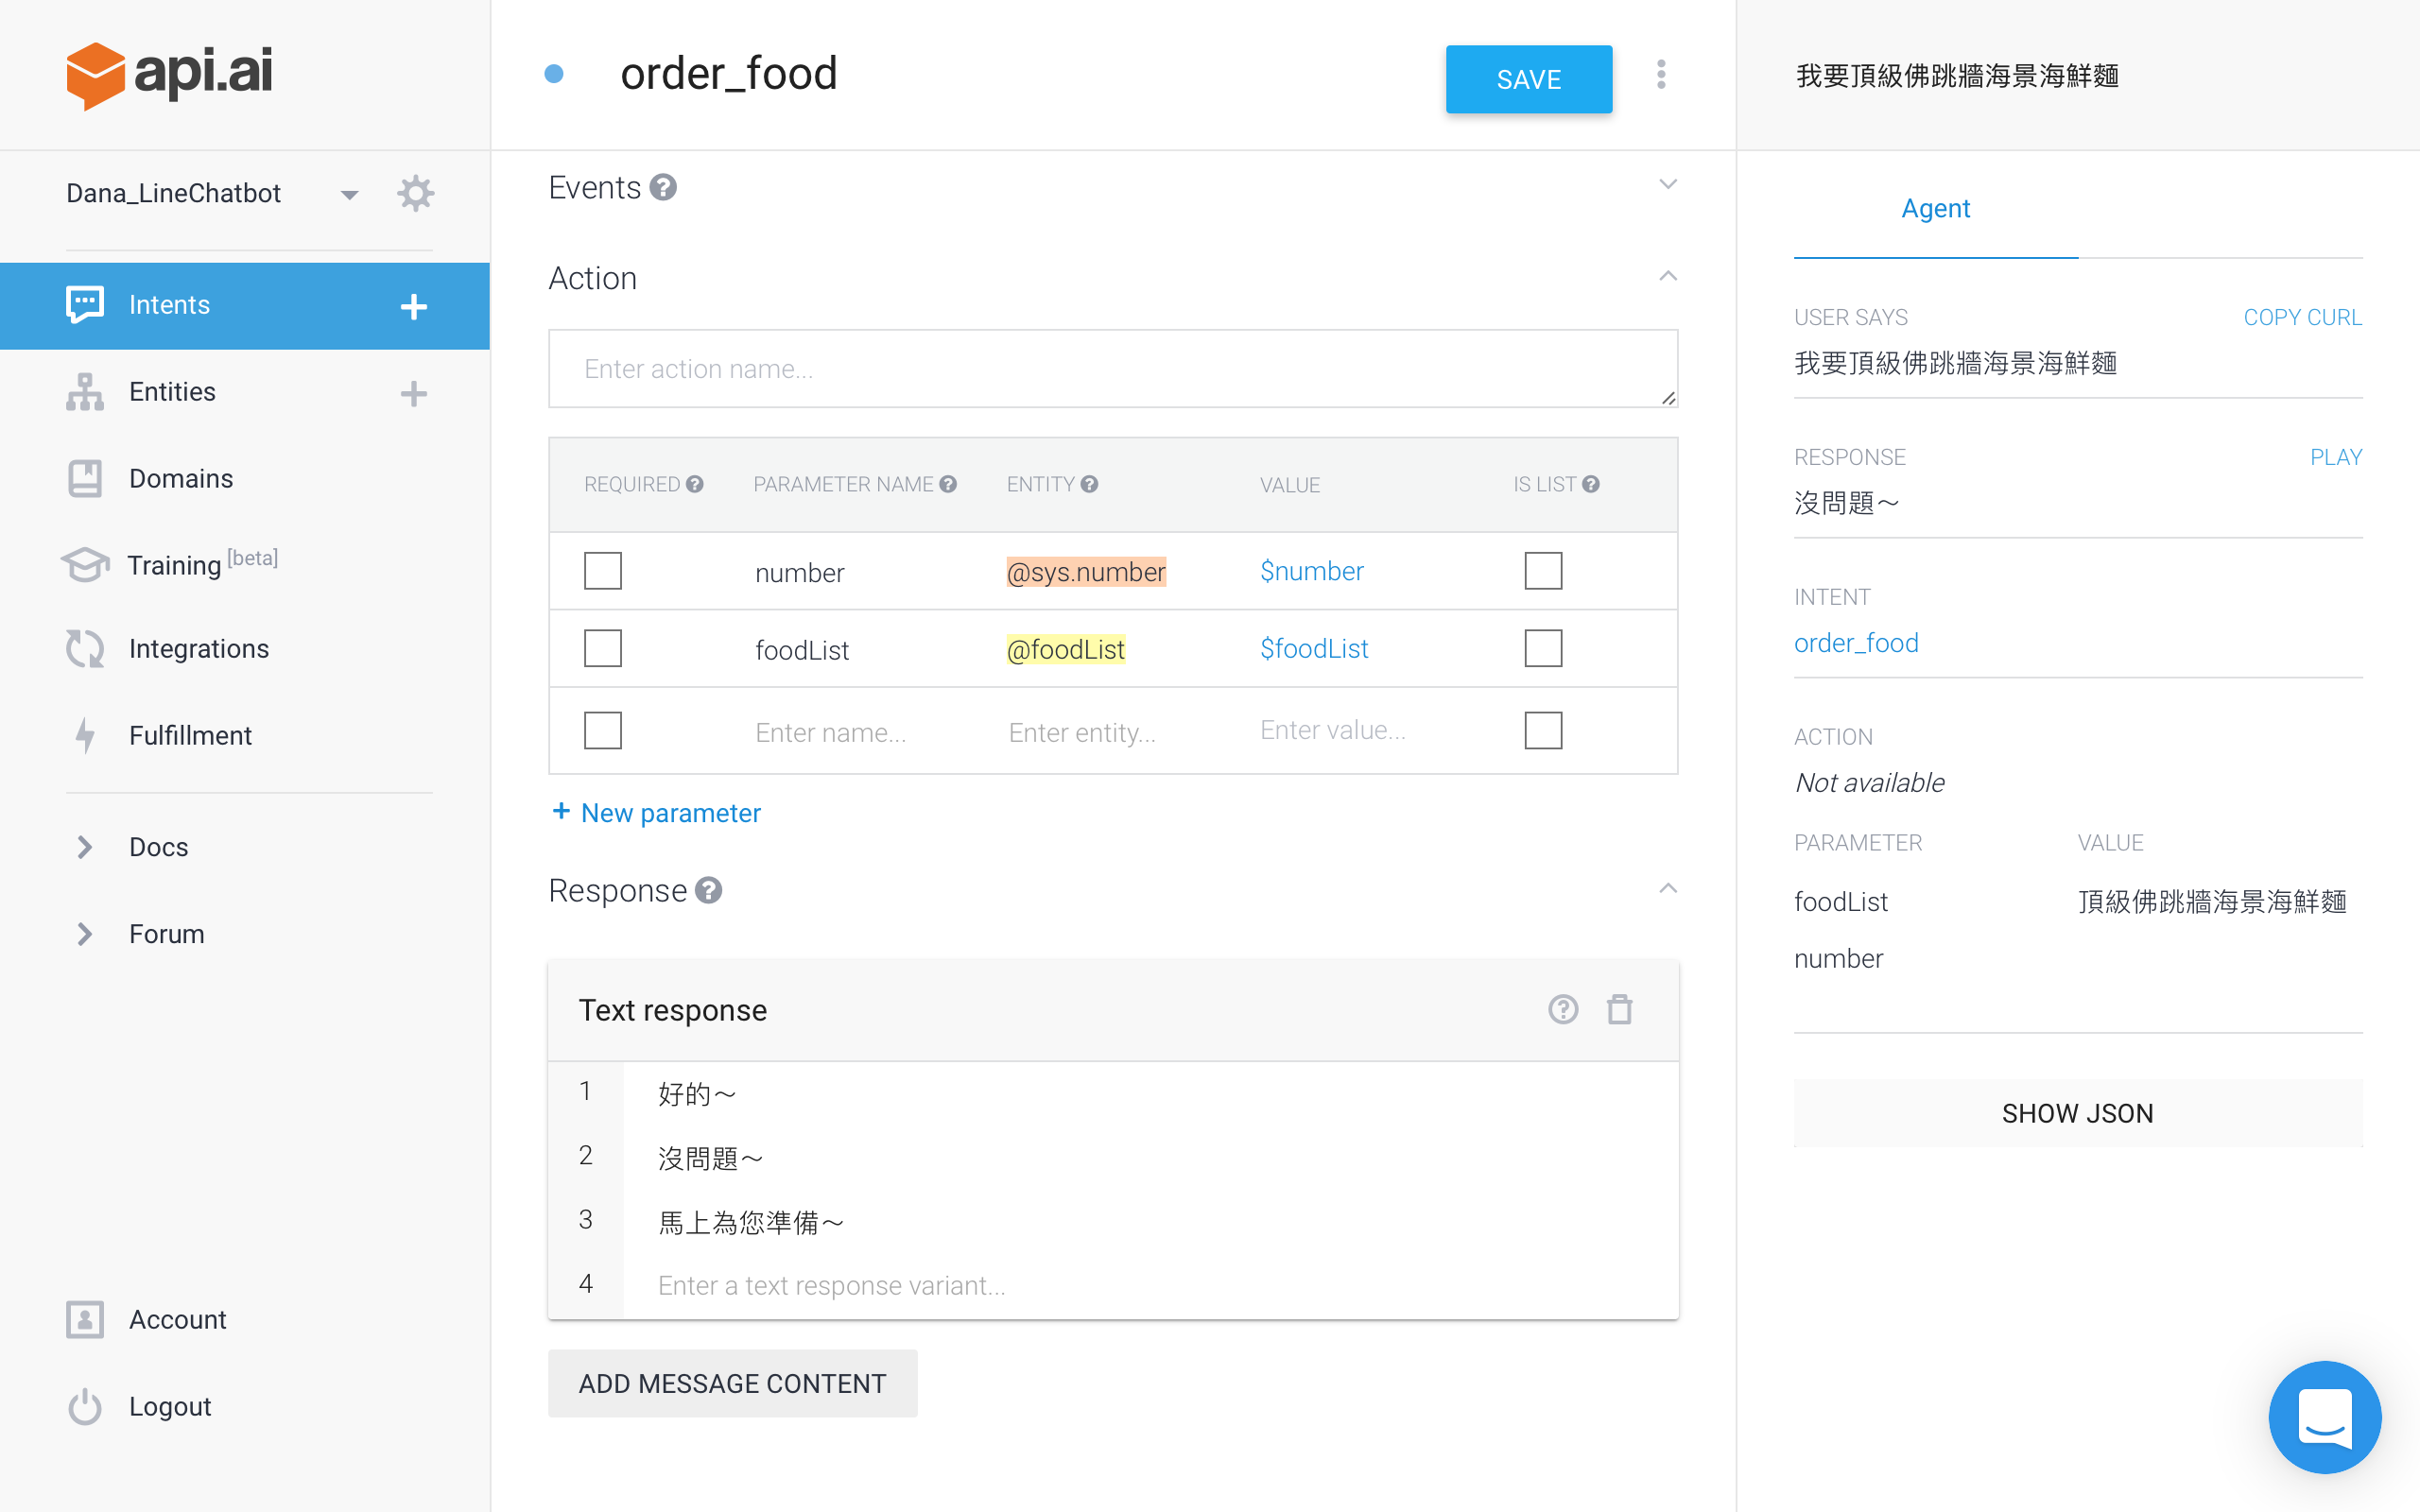 api.ai
Dana_LineChatbot
Intents
Entities
Domains
Training [beta]
Integrations
Fulfillment
Docs
Forum
Account
Logout
order_food
SAVE
Events
Action
Enter action name...
REQUIRED PARAMETER NAME ENTITY VALUE IS LIST
number @sys.number $number
foodList @foodList $foodList
Enter name... Enter entity... Enter value...
+ New parameter
Response
Text response
1 好的～
2 沒問題～
3 馬上為您準備～
4 Enter a text response variant...
ADD MESSAGE CONTENT
我要頂級佛跳牆海景海鮮麵
Agent
USER SAYS COPY CURL
我要頂級佛跳牆海景海鮮麵
RESPONSE PLAY
沒問題～
INTENT
order_food
ACTION
Not available
PARAMETER VALUE
foodList 頂級佛跳牆海景海鮮麵
number
SHOW JSON